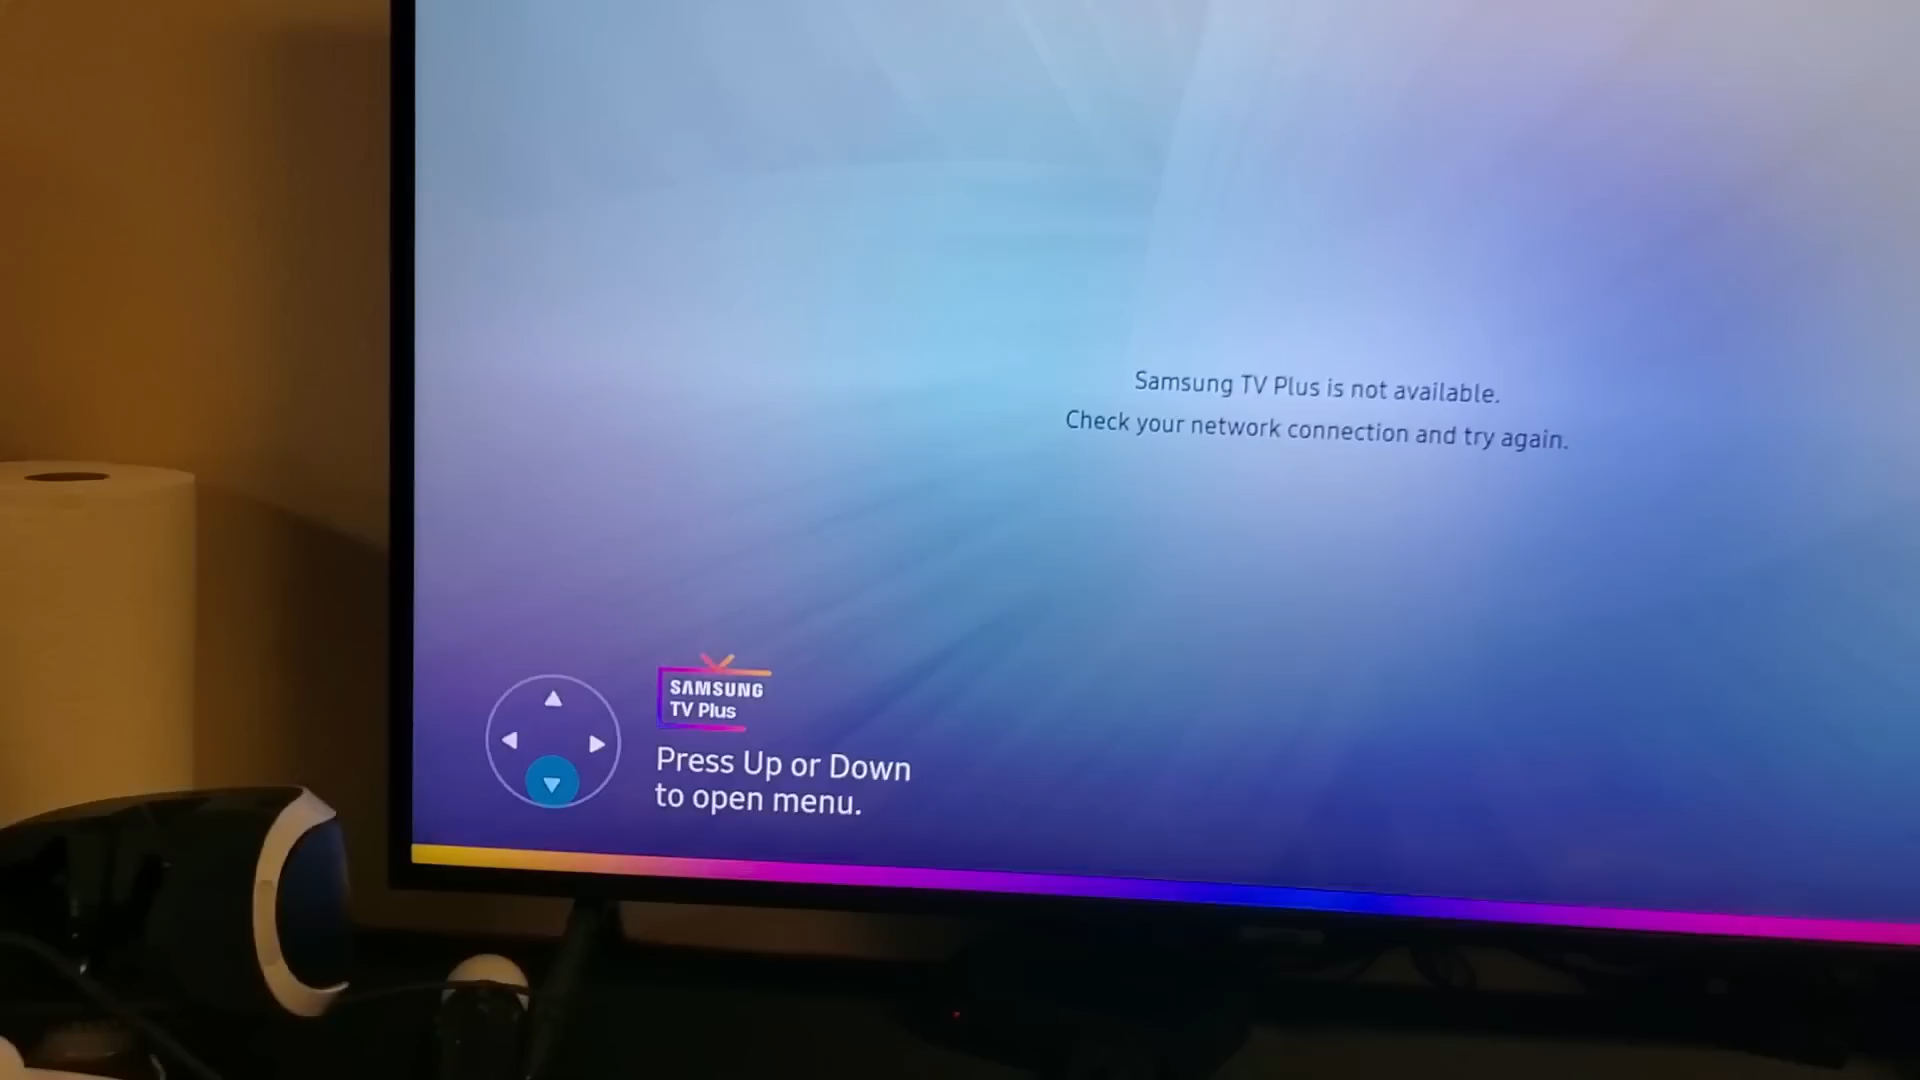 Samsung TV Plus is not available.
Check your network connection and try again.
SAMSUNG
TV Plus
Press Up or Down
to open menu.